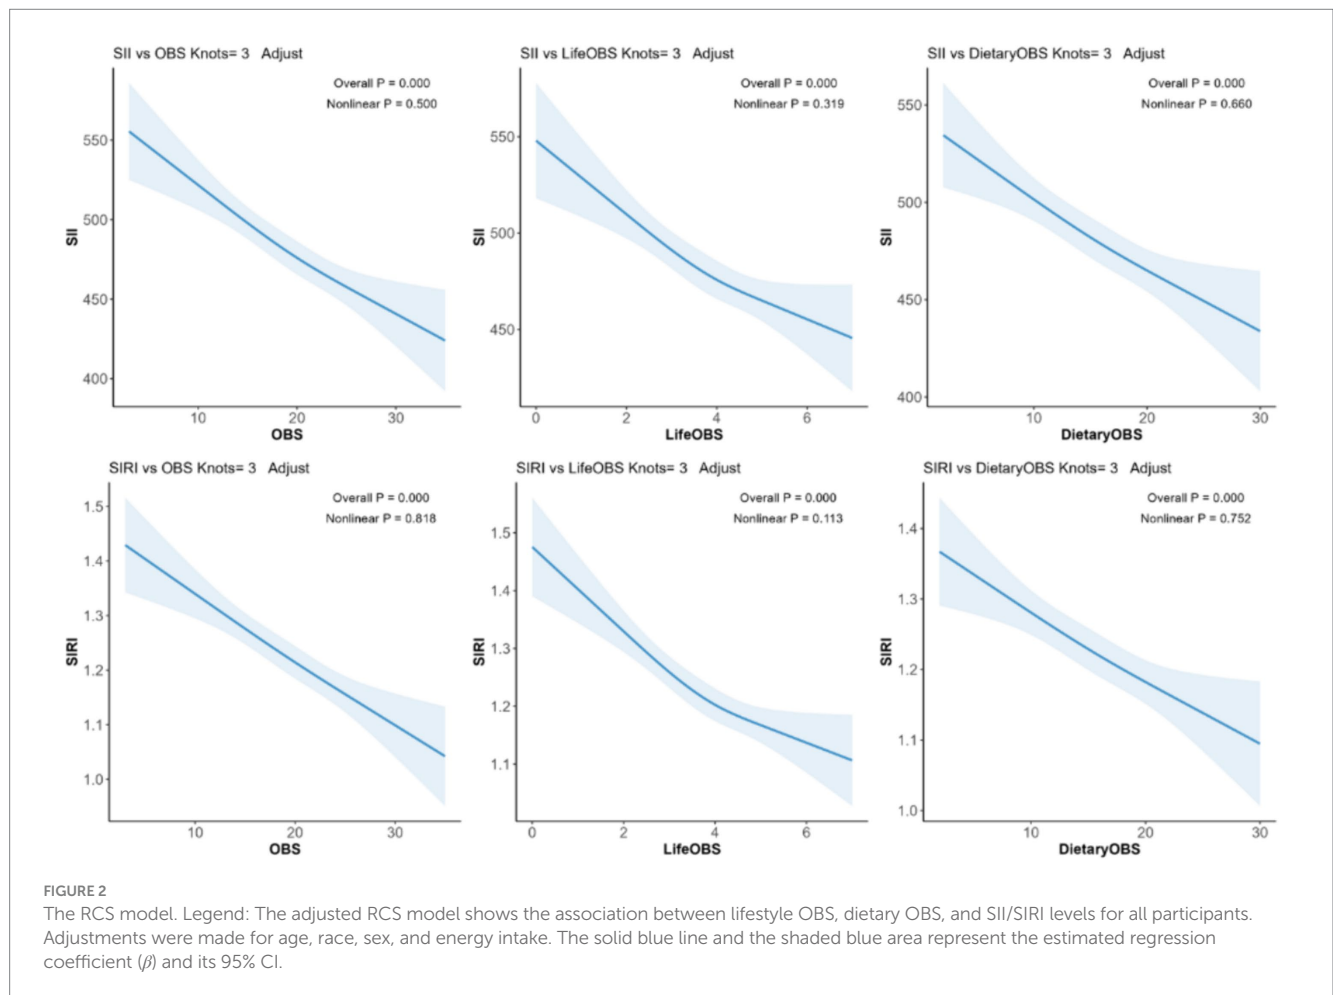 SII vs OBS Knots= 3 Adjust
Overall P = 0.000
Nonlinear P = 0.500
550
500
450
400
SII
10 20 30
OBS
SII vs LifeOBS Knots= 3 Adjust
Overall P = 0.000
Nonlinear P = 0.319
550
500
450
SII
0 2 4 6
LifeOBS
SII vs DietaryOBS Knots= 3 Adjust
Overall P = 0.000
Nonlinear P = 0.660
550
500
450
400
SII
10 20 30
DietaryOBS
SIRI vs OBS Knots= 3 Adjust
Overall P = 0.000
Nonlinear P = 0.818
1.5
1.4
1.3
1.2
1.1
1.0
SIRI
10 20 30
OBS
SIRI vs LifeOBS Knots= 3 Adjust
Overall P = 0.000
Nonlinear P = 0.113
1.5
1.4
1.3
1.2
1.1
SIRI
0 2 4 6
LifeOBS
SIRI vs DietaryOBS Knots= 3 Adjust
Overall P = 0.000
Nonlinear P = 0.752
1.4
1.3
1.2
1.1
1.0
SIRI
10 20 30
DietaryOBS
FIGURE 2
The RCS model. Legend: The adjusted RCS model shows the association between lifestyle OBS, dietary OBS, and SII/SIRI levels for all participants.
Adjustments were made for age, race, sex, and energy intake. The solid blue line and the shaded blue area represent the estimated regression
coefficient (β) and its 95% CI.